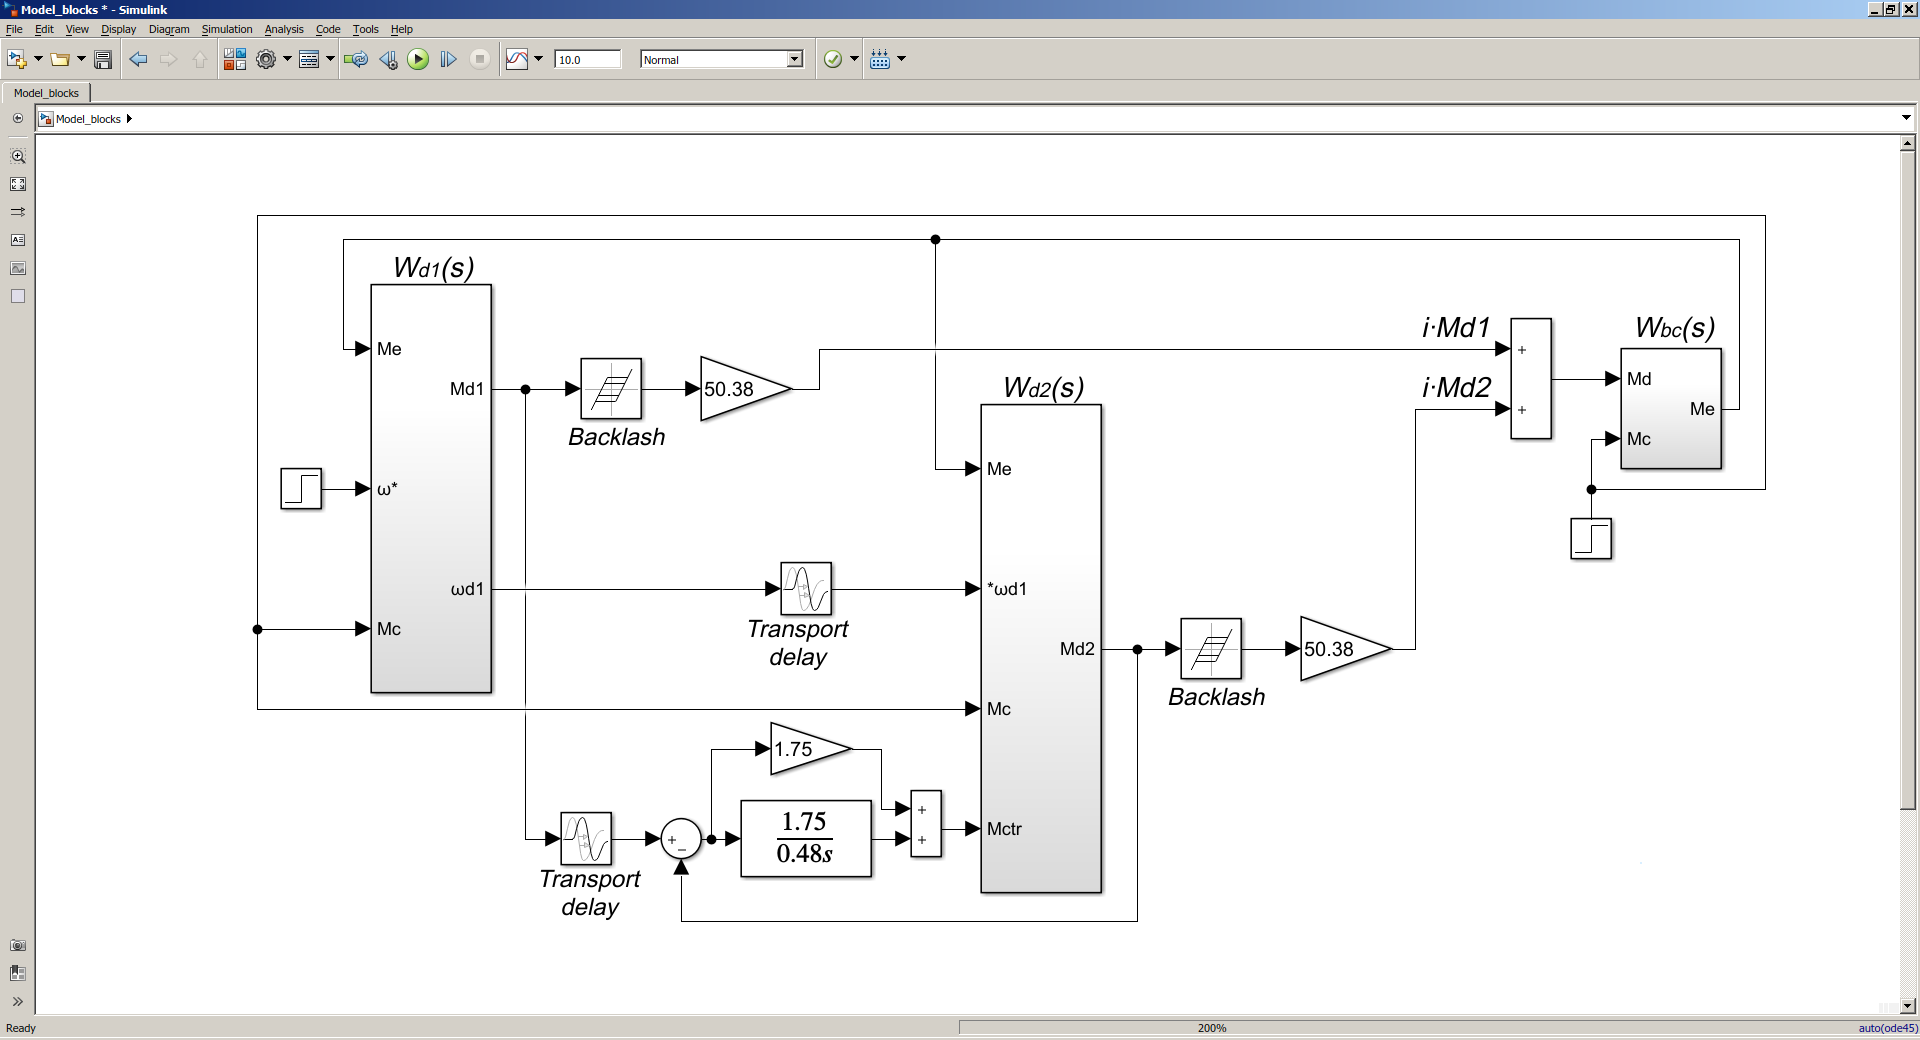 Model_blocks * - Simulink
File Edit View Display Diagram Simulation Analysis Code Tools Help
10.0 Normal
Model_blocks
Model_blocks
Wd1(s)
Me
Md1
ω*
ωd1
Mc
Backlash
50.38
Transport
delay
Wd2(s)
Me
*ωd1
Md2
Mc
Mctr
Transport
delay
+
−
1.75
1.75
0.48s
+
+
Backlash
50.38
i·Md1
i·Md2
+
+
Wbc(s)
Md
Me
Mc
Ready 200% auto(ode45)